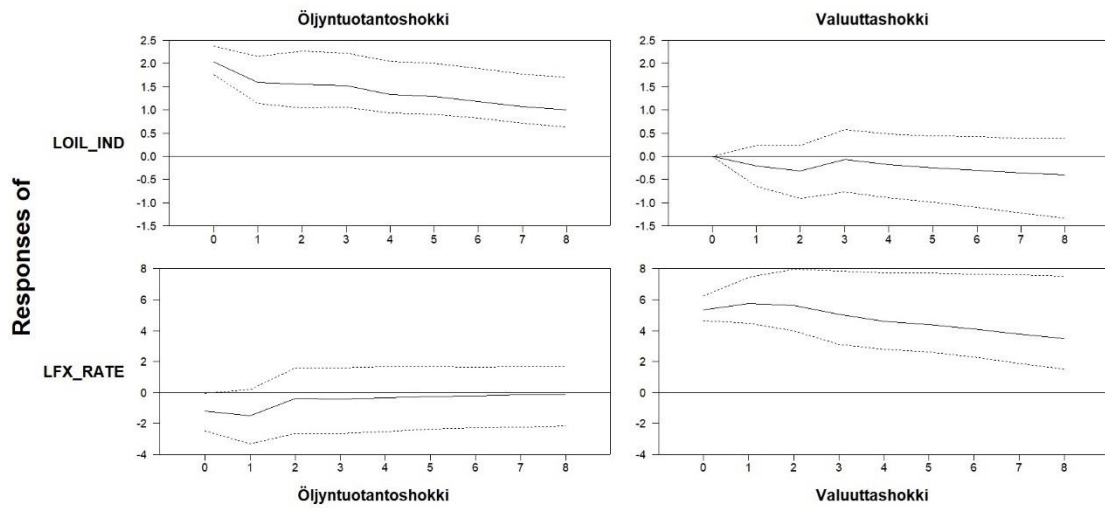 Öljyntuotantoshokki Valuuttashokki
2.5 2.5
2.0 2.0
1.5 1.5
1.0 1.0
0.5 0.5
LOIL_IND
0.0 0.0
-0.5 -0.5
-1.0 -1.0
-1.5 -1.5
0 1 2 3 4 5 6 7 8 0 1 2 3 4 5 6 7 8
Responses of
8 8
6 6
4 4
2 2
LFX_RATE
0 0
-2 -2
-4 -4
0 1 2 3 4 5 6 7 8 0 1 2 3 4 5 6 7 8
Öljyntuotantoshokki Valuuttashokki